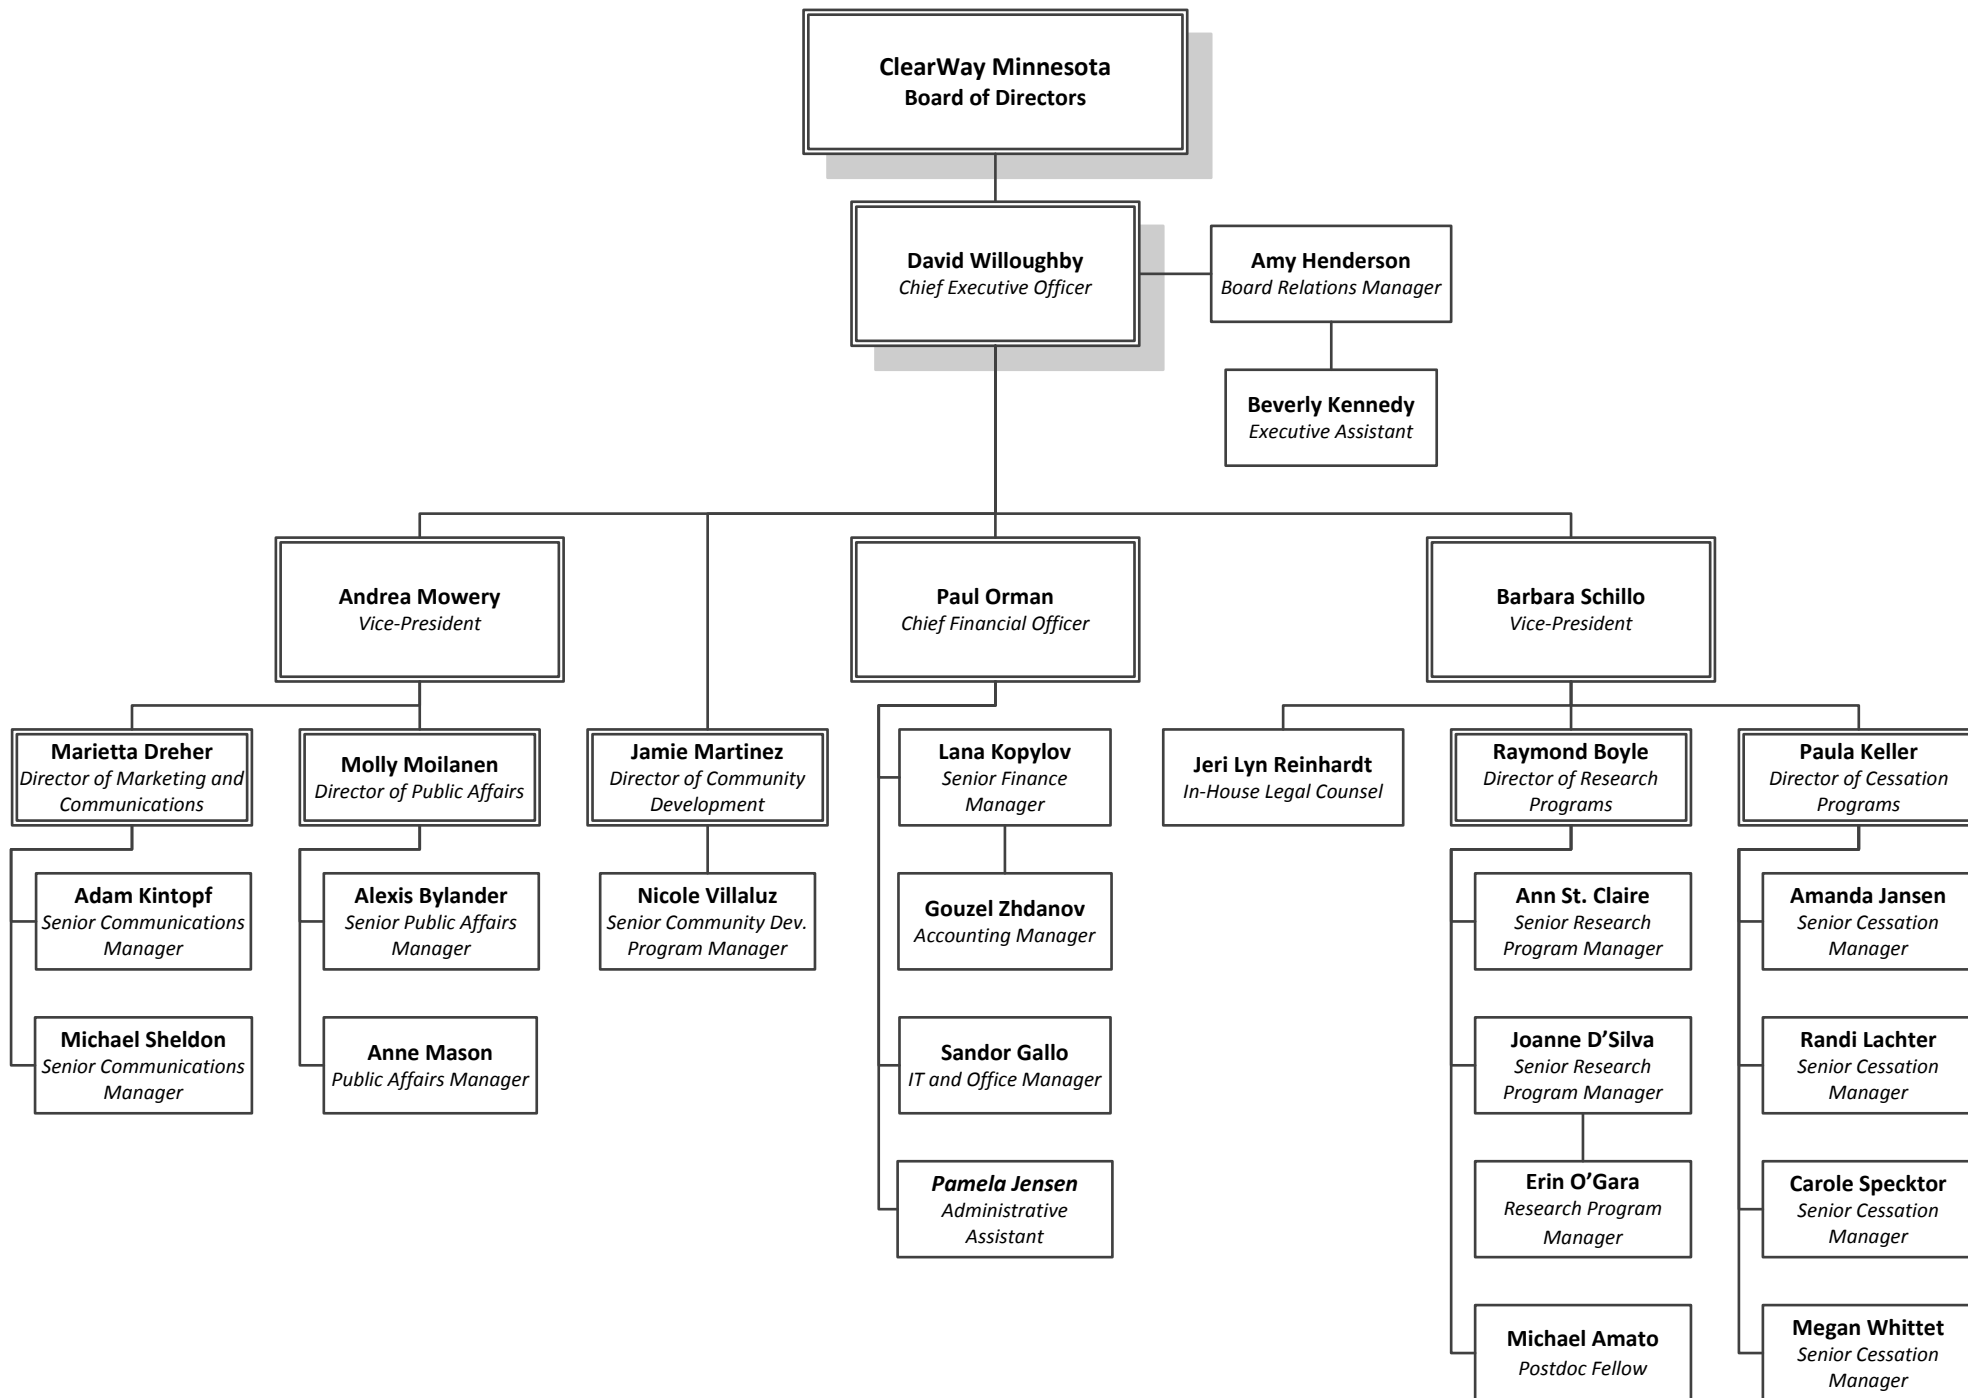 ClearWay Minnesota
Board of Directors
David Willoughby
Chief Executive Officer
Amy Henderson
Board Relations Manager
Beverly Kennedy
Executive Assistant
Andrea Mowery
Vice-President
Paul Orman
Chief Financial Officer
Barbara Schillo
Vice-President
Marietta Dreher
Director of Marketing and
Communications
Molly Moilanen
Director of Public Affairs
Jamie Martinez
Director of Community
Development
Lana Kopylov
Senior Finance
Manager
Jeri Lyn Reinhardt
In-House Legal Counsel
Raymond Boyle
Director of Research
Programs
Paula Keller
Director of Cessation
Programs
Adam Kintopf
Senior Communications
Manager
Alexis Bylander
Senior Public Affairs
Manager
Nicole Villaluz
Senior Community Dev.
Program Manager
Gouzel Zhdanov
Accounting Manager
Ann St. Claire
Senior Research
Program Manager
Amanda Jansen
Senior Cessation
Manager
Michael Sheldon
Senior Communications
Manager
Anne Mason
Public Affairs Manager
Sandor Gallo
IT and Office Manager
Joanne D’Silva
Senior Research
Program Manager
Randi Lachter
Senior Cessation
Manager
Pamela Jensen
Administrative
Assistant
Erin O’Gara
Research Program
Manager
Carole Specktor
Senior Cessation
Manager
Michael Amato
Postdoc Fellow
Megan Whittet
Senior Cessation
Manager